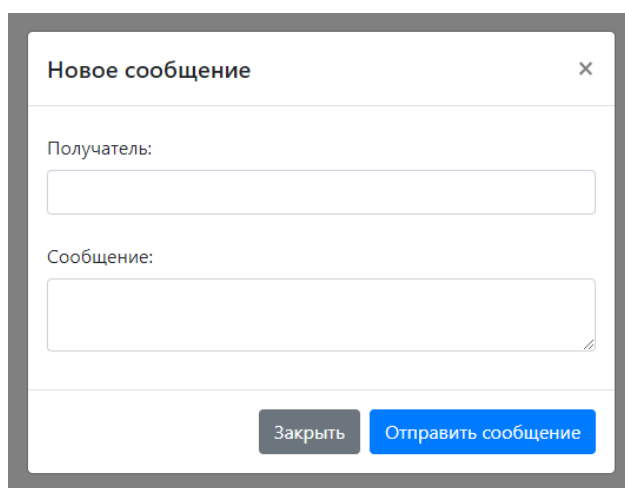 Новое сообщение ×
Получатель:
Сообщение:
Закрыть Отправить сообщение